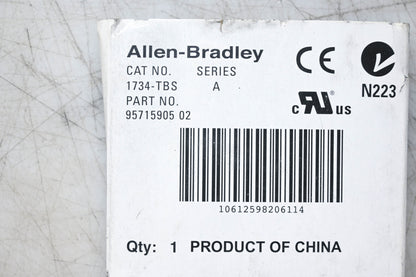 Allen-Bradley
CAT NO. SERIES
1734-TBS A
PART NO.
95715905 02
CE
c UR us
N223
10612598206114
Qty: 1 PRODUCT OF CHINA